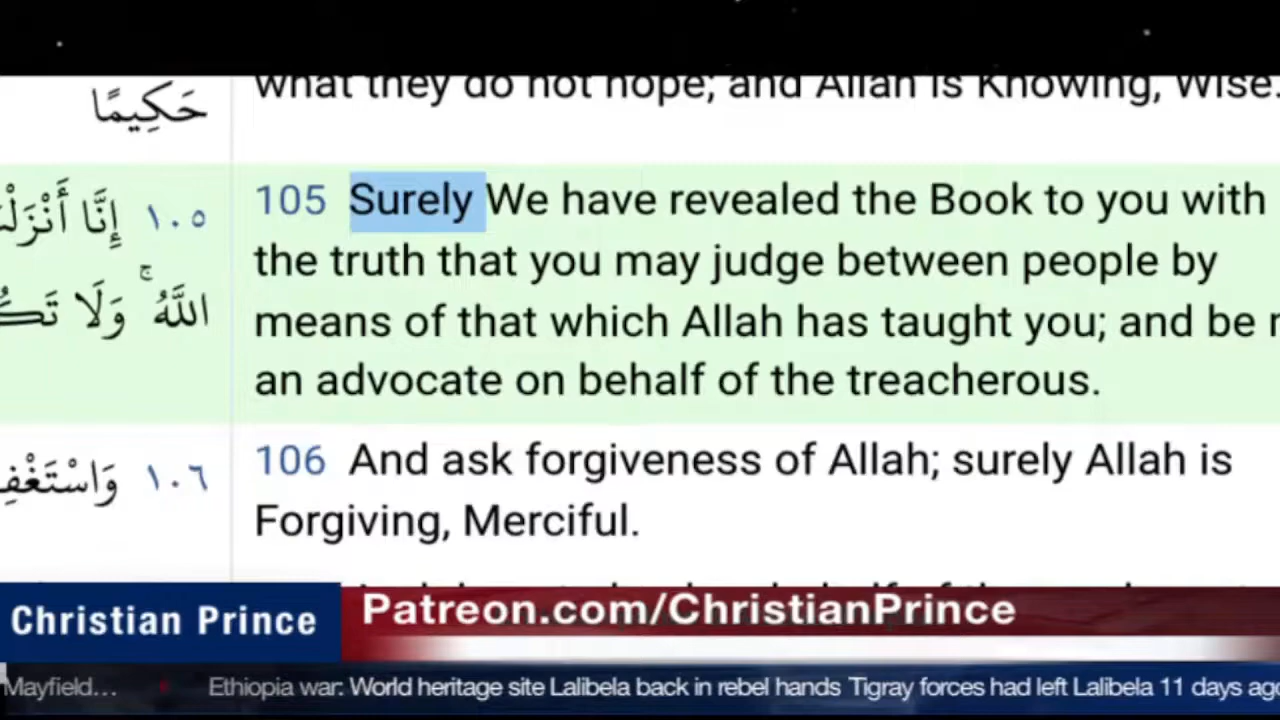 what they do not hope; and Allah is Knowing, Wise.
حَكِيمًا
105 Surely We have revealed the Book to you with
١٠٥ إِنَّا
the truth that you may judge between people by
means of that which Allah has taught you; and be
اللَّهُ ۚ وَلَا
an advocate on behalf of the treacherous.
106 And ask forgiveness of Allah; surely Allah is
١٠٦
Forgiving, Merciful.
Christian Prince
Patreon.com/ChristianPrince
Mayfield... Ethiopia war: World heritage site Lalibela back in rebel hands Tigray forces had left Lalibela 11 days